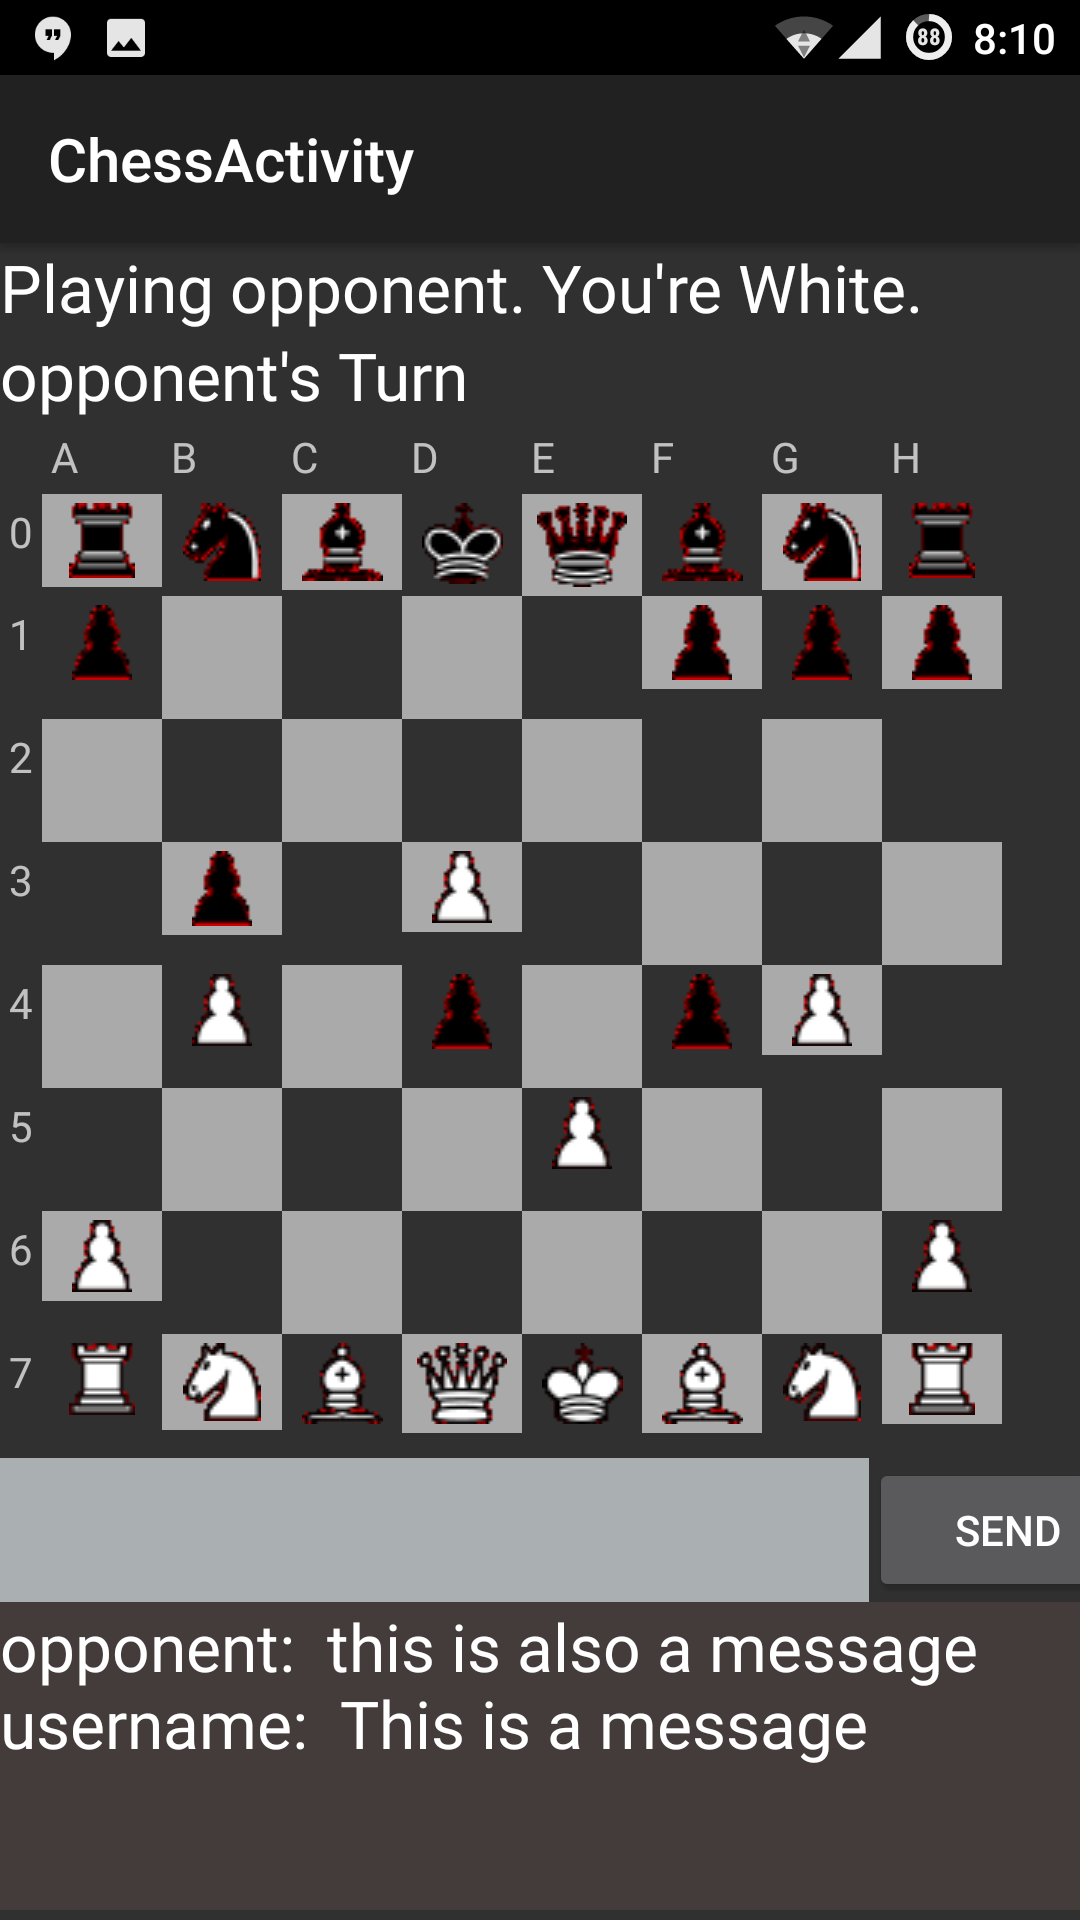 88 8:10
ChessActivity
Playing opponent. You're White.
opponent's Turn
A B C D E F G H
0
1
2
3
4
5
6
7
SEND
opponent:  this is also a message
username:  This is a message